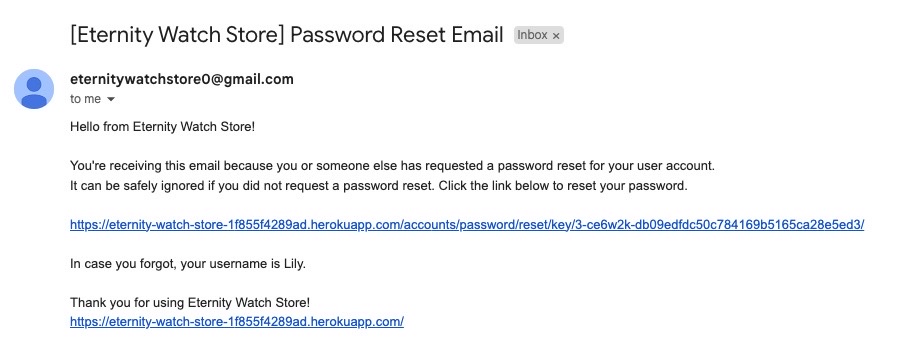 [Eternity Watch Store] Password Reset Email Inbox ×
eternitywatchstore0@gmail.com
to me
Hello from Eternity Watch Store!
You're receiving this email because you or someone else has requested a password reset for your user account.
It can be safely ignored if you did not request a password reset. Click the link below to reset your password.
https://eternity-watch-store-1f855f4289ad.herokuapp.com/accounts/password/reset/key/3-ce6w2k-db09edfdc50c784169b5165ca28e5ed3/
In case you forgot, your username is Lily.
Thank you for using Eternity Watch Store!
https://eternity-watch-store-1f855f4289ad.herokuapp.com/